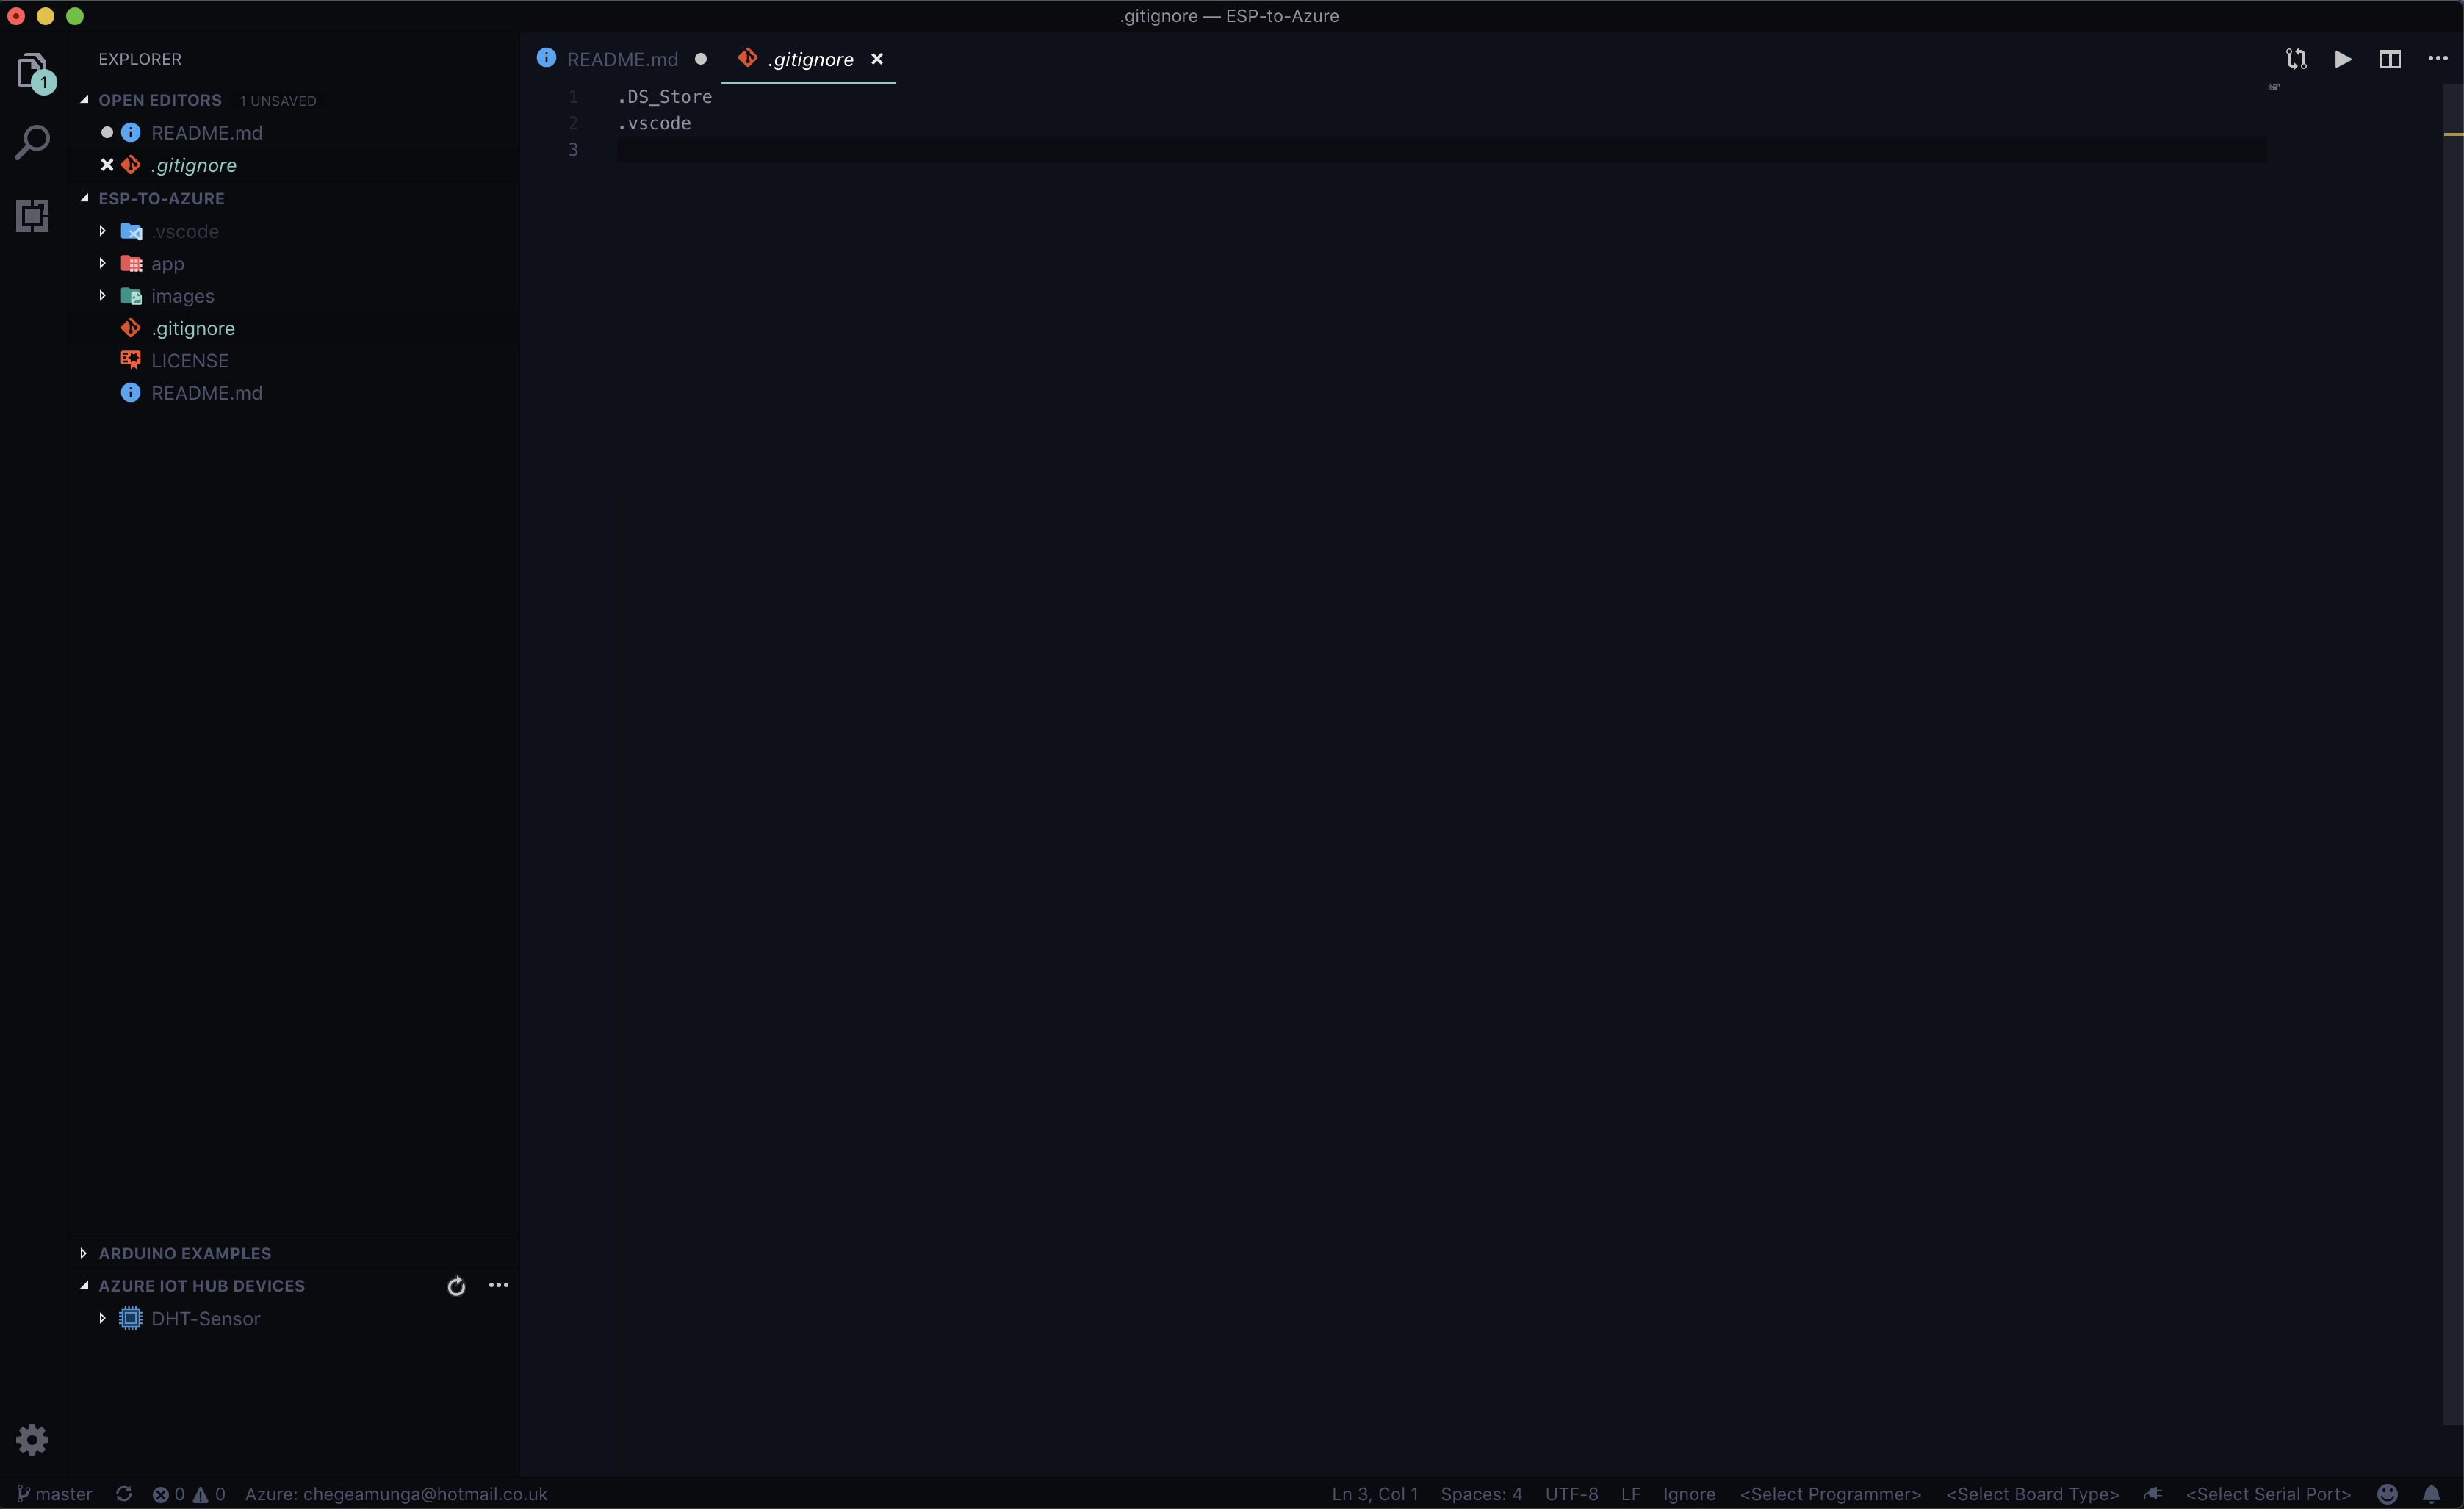 .gitignore — ESP-to-Azure
EXPLORER
1
OPEN EDITORS 1 UNSAVED
README.md
.gitignore
ESP-TO-AZURE
.vscode
app
images
.gitignore
LICENSE
README.md
ARDUINO EXAMPLES
AZURE IOT HUB DEVICES
DHT-Sensor
README.md .gitignore
1 .DS_Store
2 .vscode
3
master 0 0 Azure: chegeamunga@hotmail.co.uk Ln 3, Col 1 Spaces: 4 UTF-8 LF Ignore <Select Programmer> <Select Board Type> <Select Serial Port>